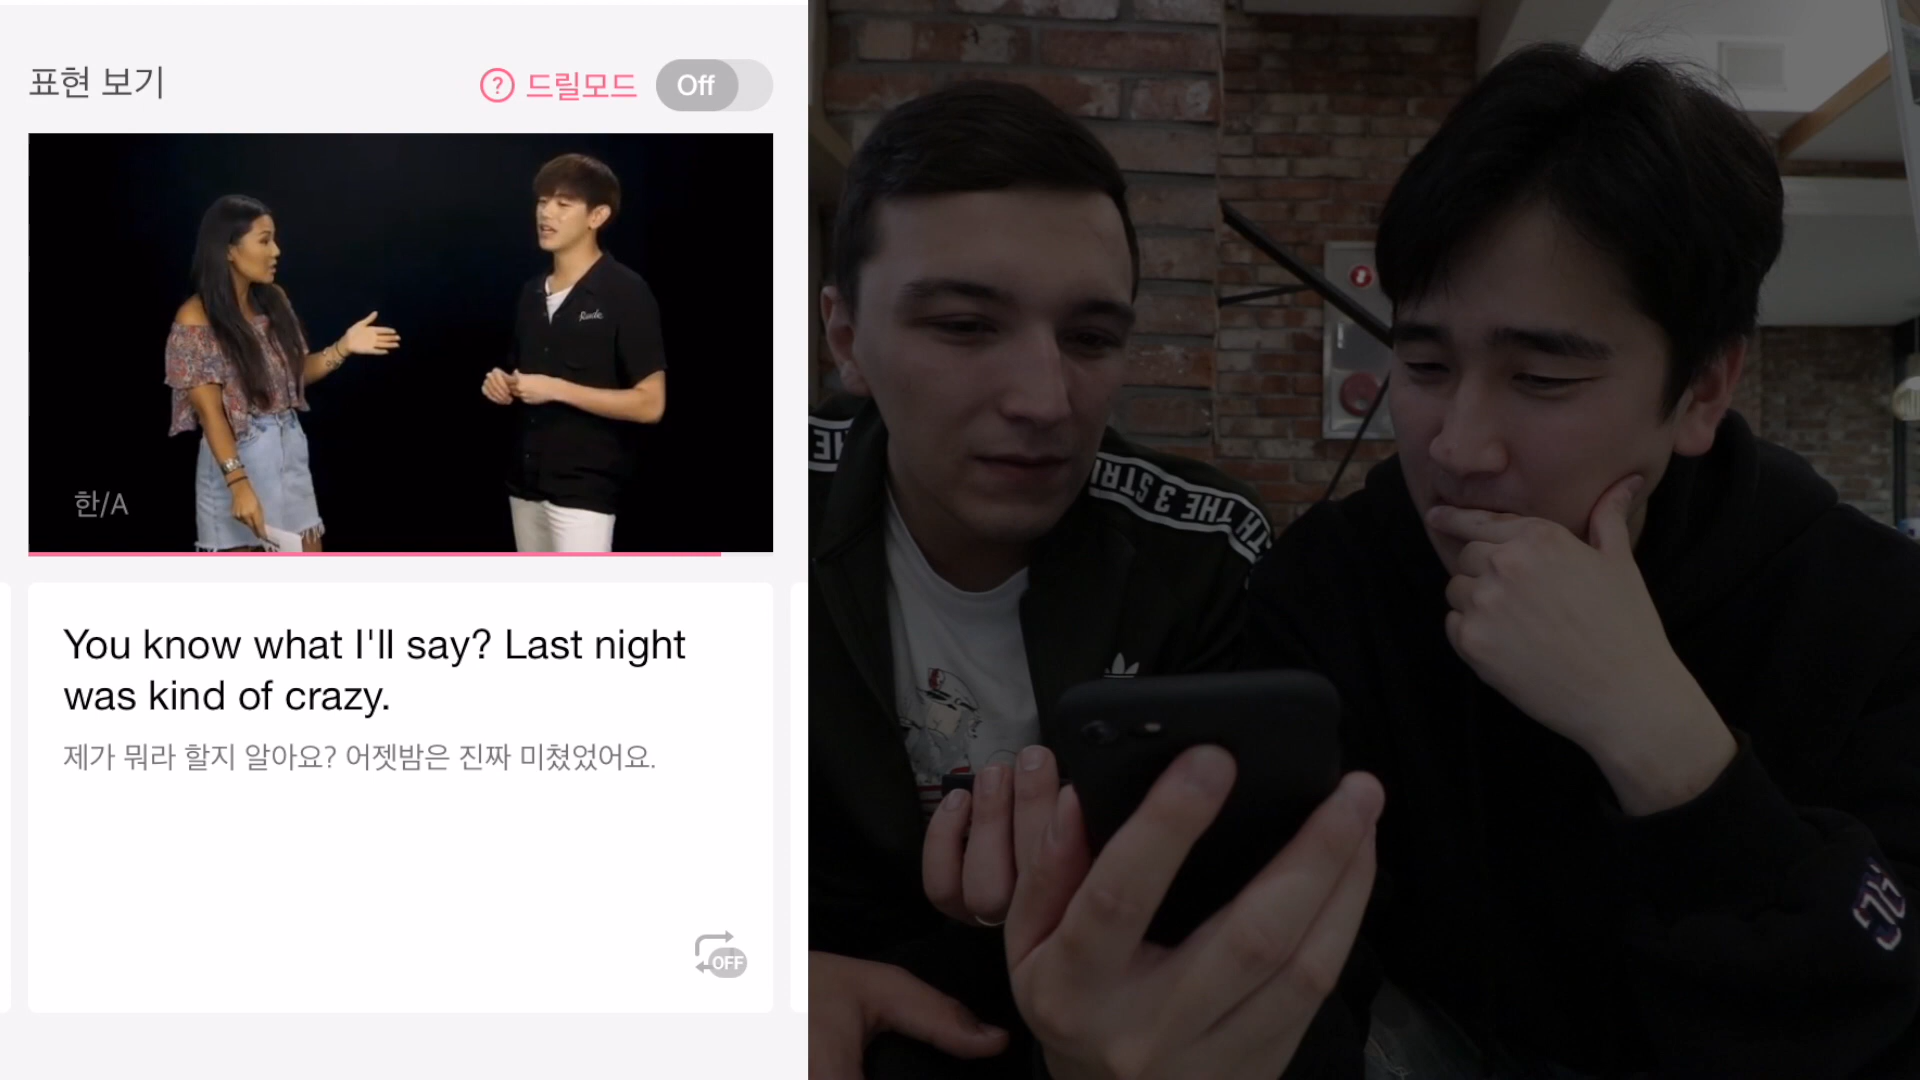 표현 보기
? 드릴모드 Off
Rude
한/A
You know what I'll say? Last night
was kind of crazy.
제가 뭐라 할지 알아요? 어젯밤은 진짜 미쳤었어요.
OFF
TH THE 3 STRI